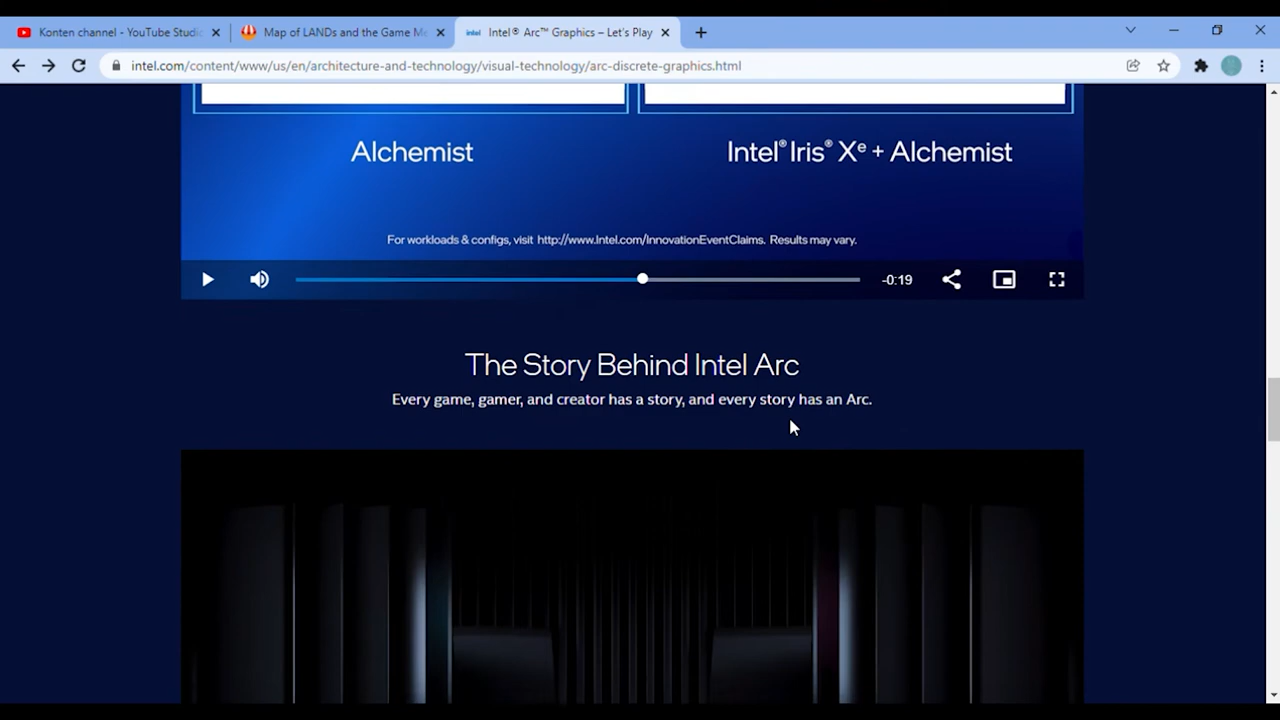 Konten channel - YouTube Studio
Map of LANDs and the Game Me
intel Intel® Arc™ Graphics – Let's Play
intel.com/content/www/us/en/architecture-and-technology/visual-technology/arc-discrete-graphics.html
Alchemist
Intel® Iris® Xᵉ + Alchemist
For workloads & configs, visit http://www.Intel.com/InnovationEventClaims. Results may vary.
-0:19
The Story Behind Intel Arc
Every game, gamer, and creator has a story, and every story has an Arc.